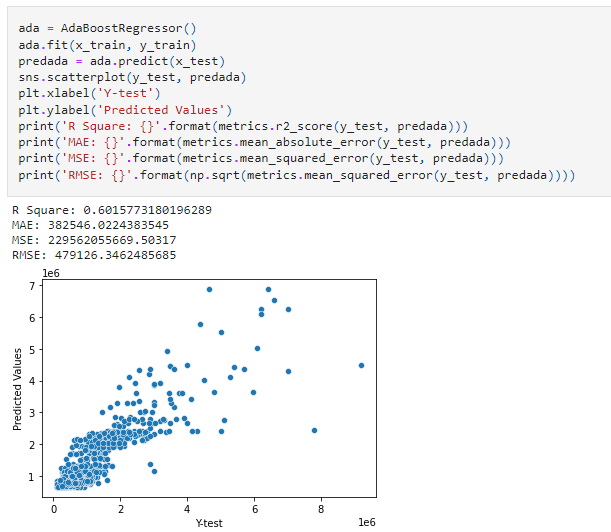 ada = AdaBoostRegressor()
ada.fit(x_train, y_train)
predada = ada.predict(x_test)
sns.scatterplot(y_test, predada)
plt.xlabel('Y-test')
plt.ylabel('Predicted Values')
print('R Square: {}'.format(metrics.r2_score(y_test, predada)))
print('MAE: {}'.format(metrics.mean_absolute_error(y_test, predada)))
print('MSE: {}'.format(metrics.mean_squared_error(y_test, predada)))
print('RMSE: {}'.format(np.sqrt(metrics.mean_squared_error(y_test, predada))))
R Square: 0.6015773180196289
MAE: 382546.0224383545
MSE: 229562055669.50317
RMSE: 479126.3462485685
1e6
7
6
5
4
3
2
1
Predicted Values
0 2 4 6 8
Y-test
1e6